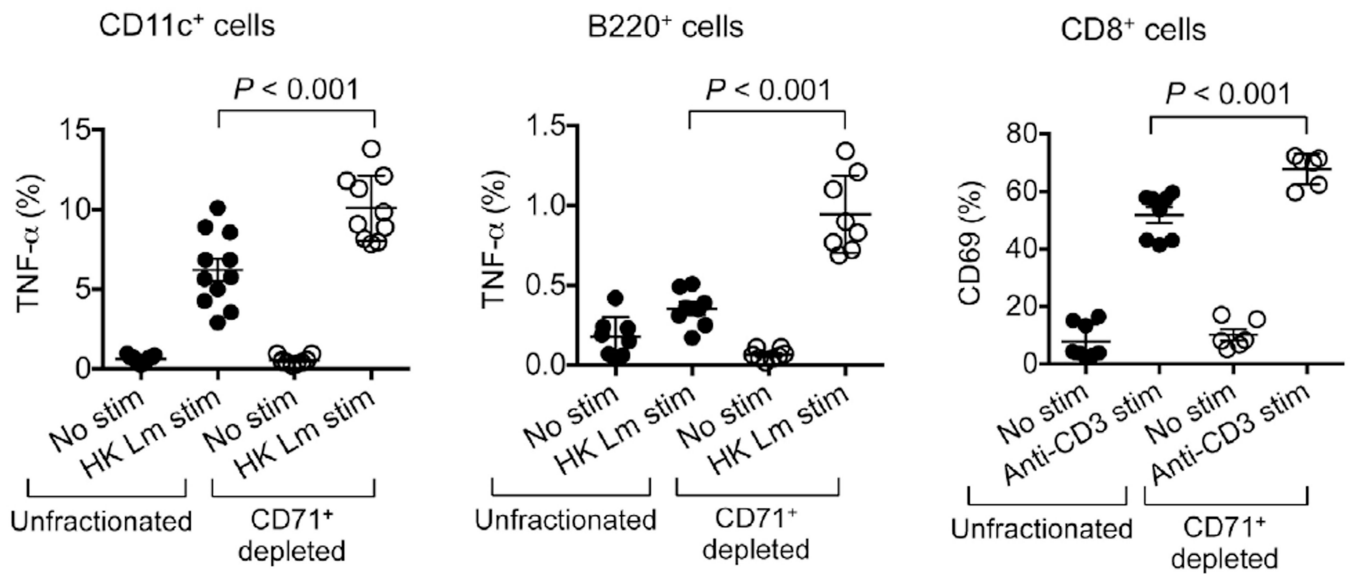 CD11c⁺ cells
P < 0.001
15
10
5
0
TNF-α (%)
No stim
HK Lm stim
No stim
HK Lm stim
Unfractionated
CD71⁺
depleted
B220⁺ cells
P < 0.001
1.5
1.0
0.5
0.0
TNF-α (%)
No stim
HK Lm stim
No stim
HK Lm stim
Unfractionated
CD71⁺
depleted
CD8⁺ cells
P < 0.001
80
60
40
20
0
CD69 (%)
No stim
Anti-CD3 stim
No stim
Anti-CD3 stim
Unfractionated
CD71⁺
depleted